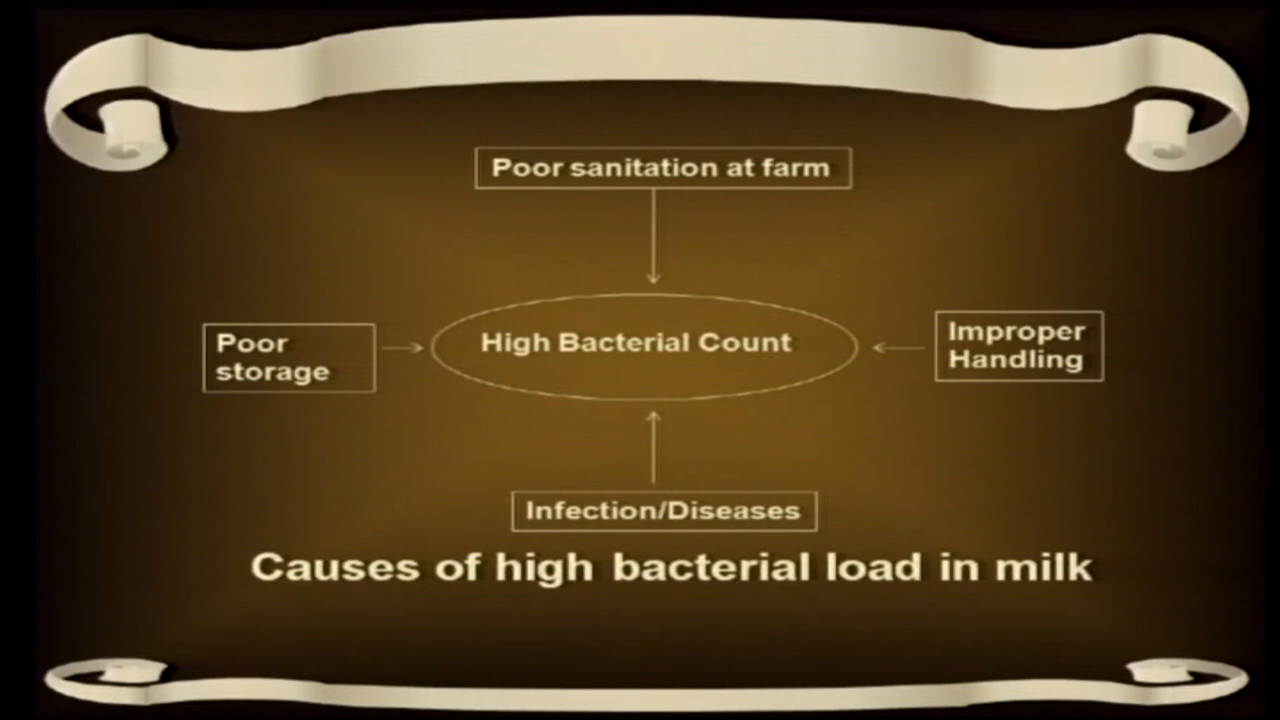 Poor sanitation at farm
Poor
storage
High Bacterial Count
Improper
Handling
Infection/Diseases
Causes of high bacterial load in milk